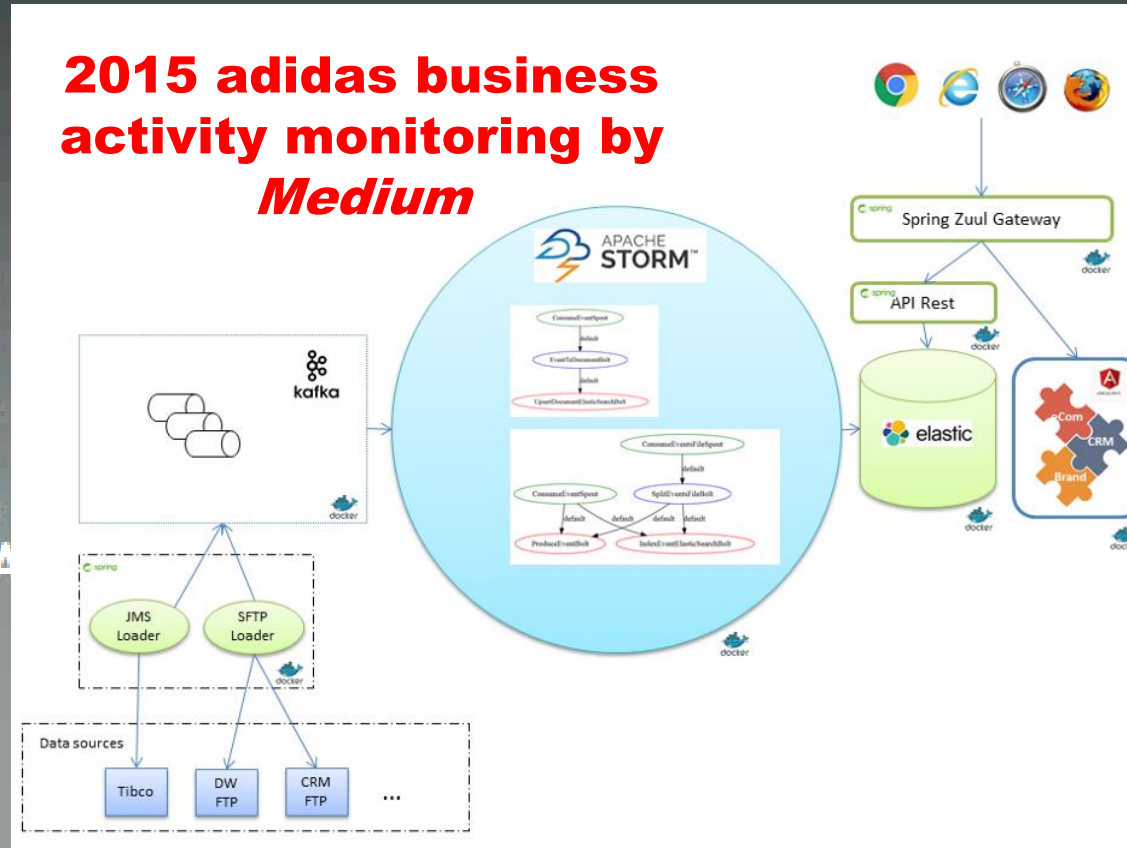 2015 adidas business
activity monitoring by
Medium
spring
Spring Zuul Gateway
docker
spring
API Rest
docker
APACHE
STORM™
ConsumeEventSpout
default
EventToDocumentBolt
default
UpsertDocumentElasticSearchBolt
kafka
docker
elastic
docker
eCom
CRM
Brand
ConsumeEventsFileSpout
default
ConsumeEventSpout
SplitEventsFileBolt
default
default
default
default
ProduceEventBolt
IndexEventElasticSearchBolt
docker
spring
JMS
Loader
SFTP
Loader
docker
Data sources
Tibco
DW
FTP
CRM
FTP
...